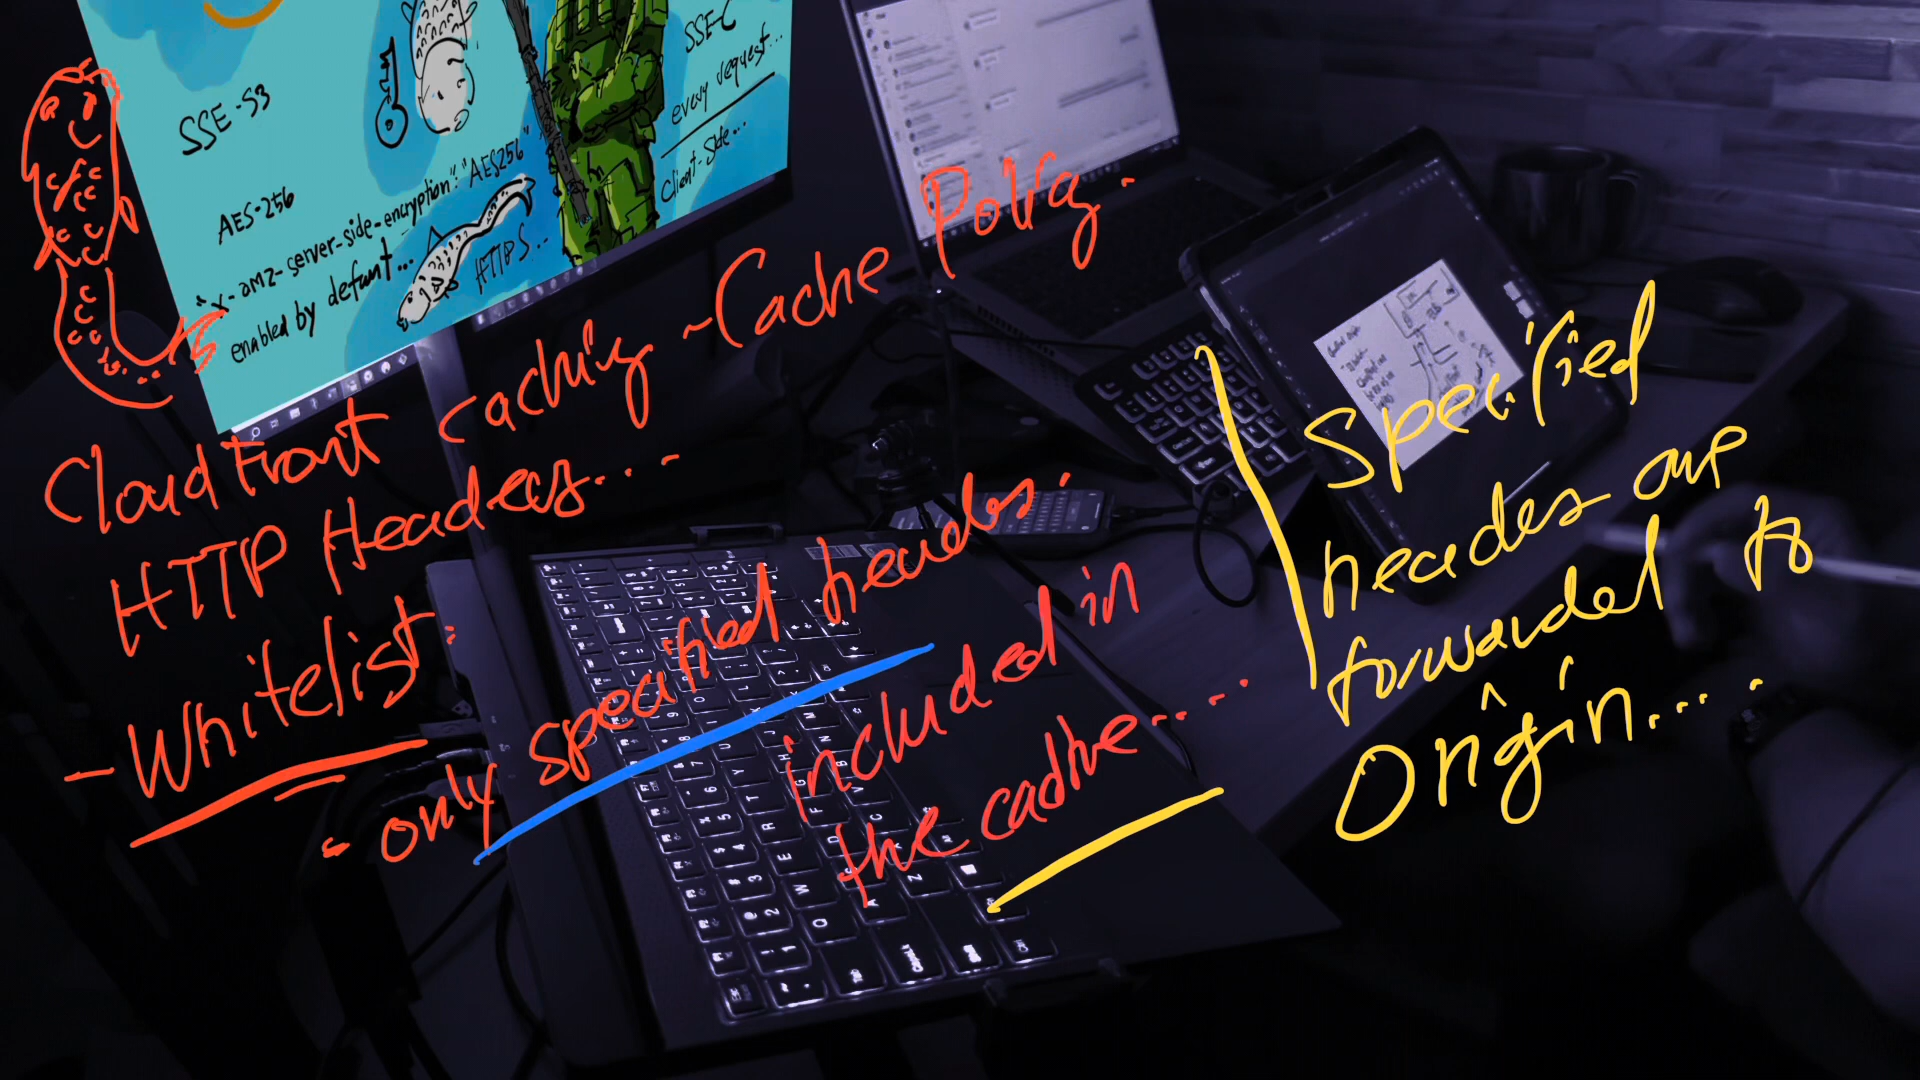 SSE-S3
AES-256
"x-amz-server-side-encryption": "AES256"
enabled by default...
HTTPS...
SSE-C
every request...
Client-Side...
CloudFront caching - Cache Policy.
HTTP Headers...
- Whitelist:
- only specified headers.
included in
the cache....
Specified
headers are
forwarded to
Origin....